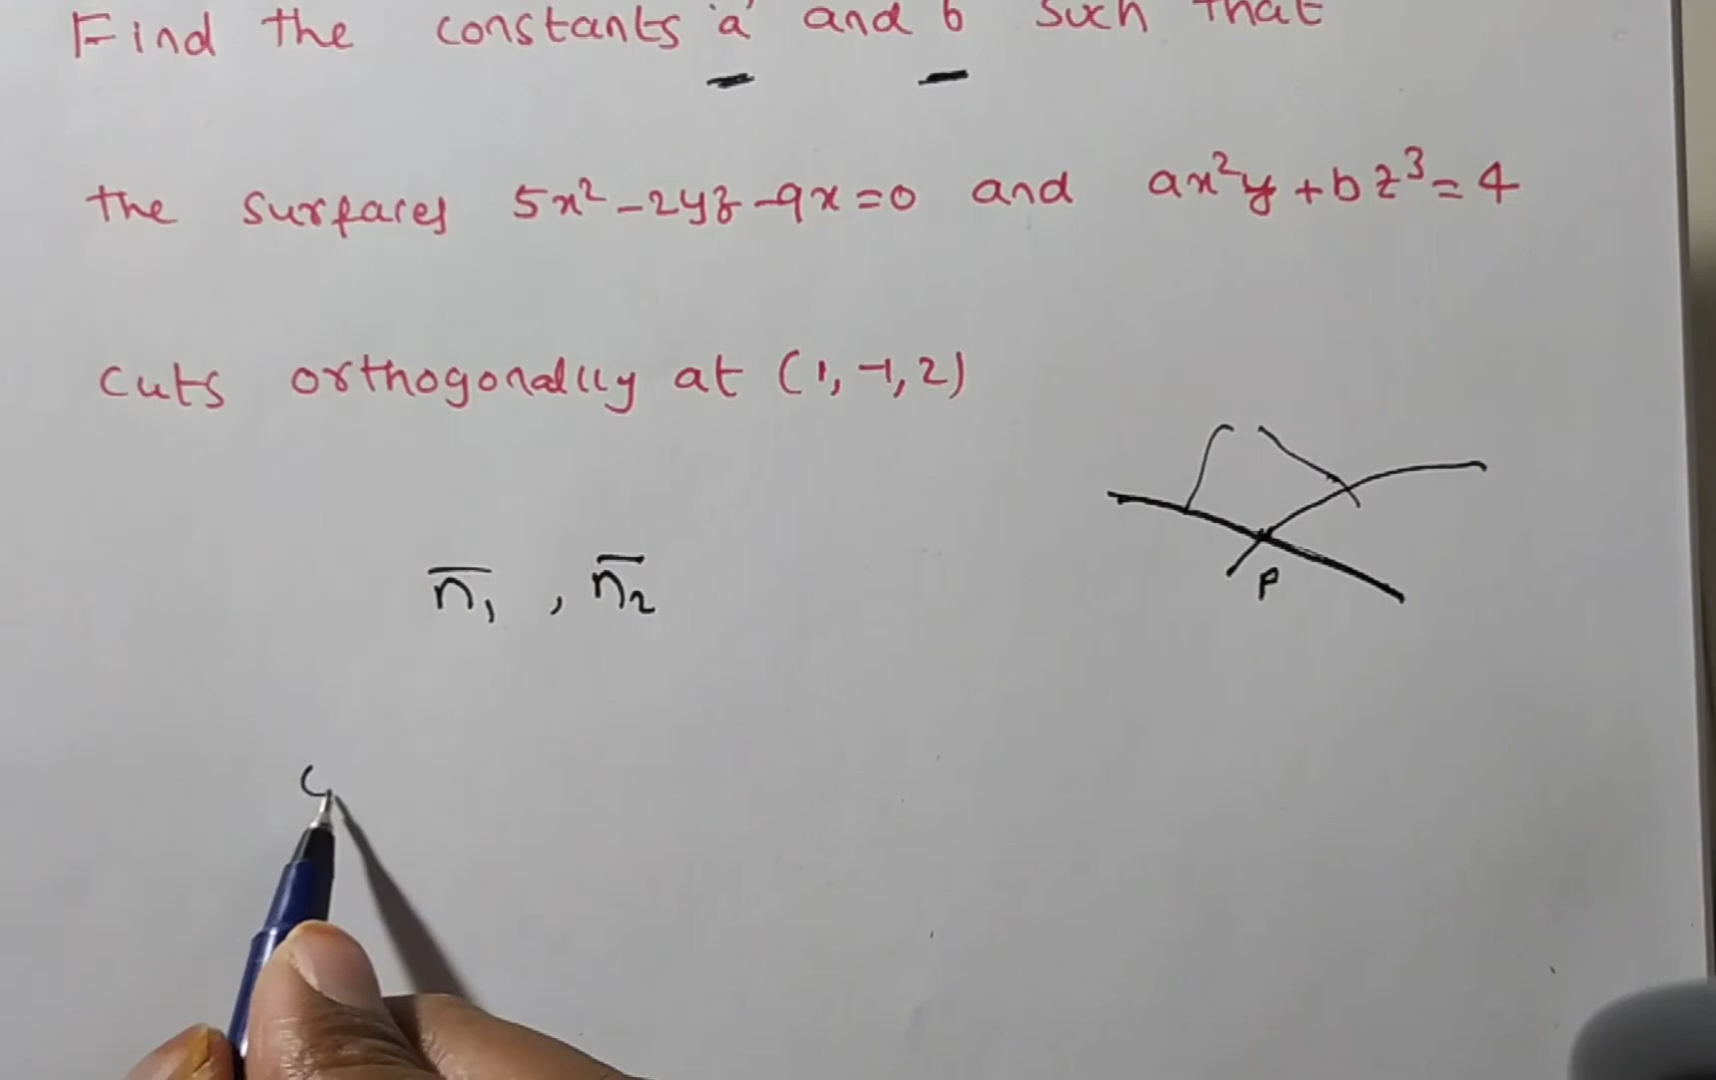 Find the constants 'a' and b such that
the surfaces 5x²-2yz-9x=0 and ax²y+bz³=4
cuts orthogonally at (1,-1,2)
P
n̅₁ , n̅₂